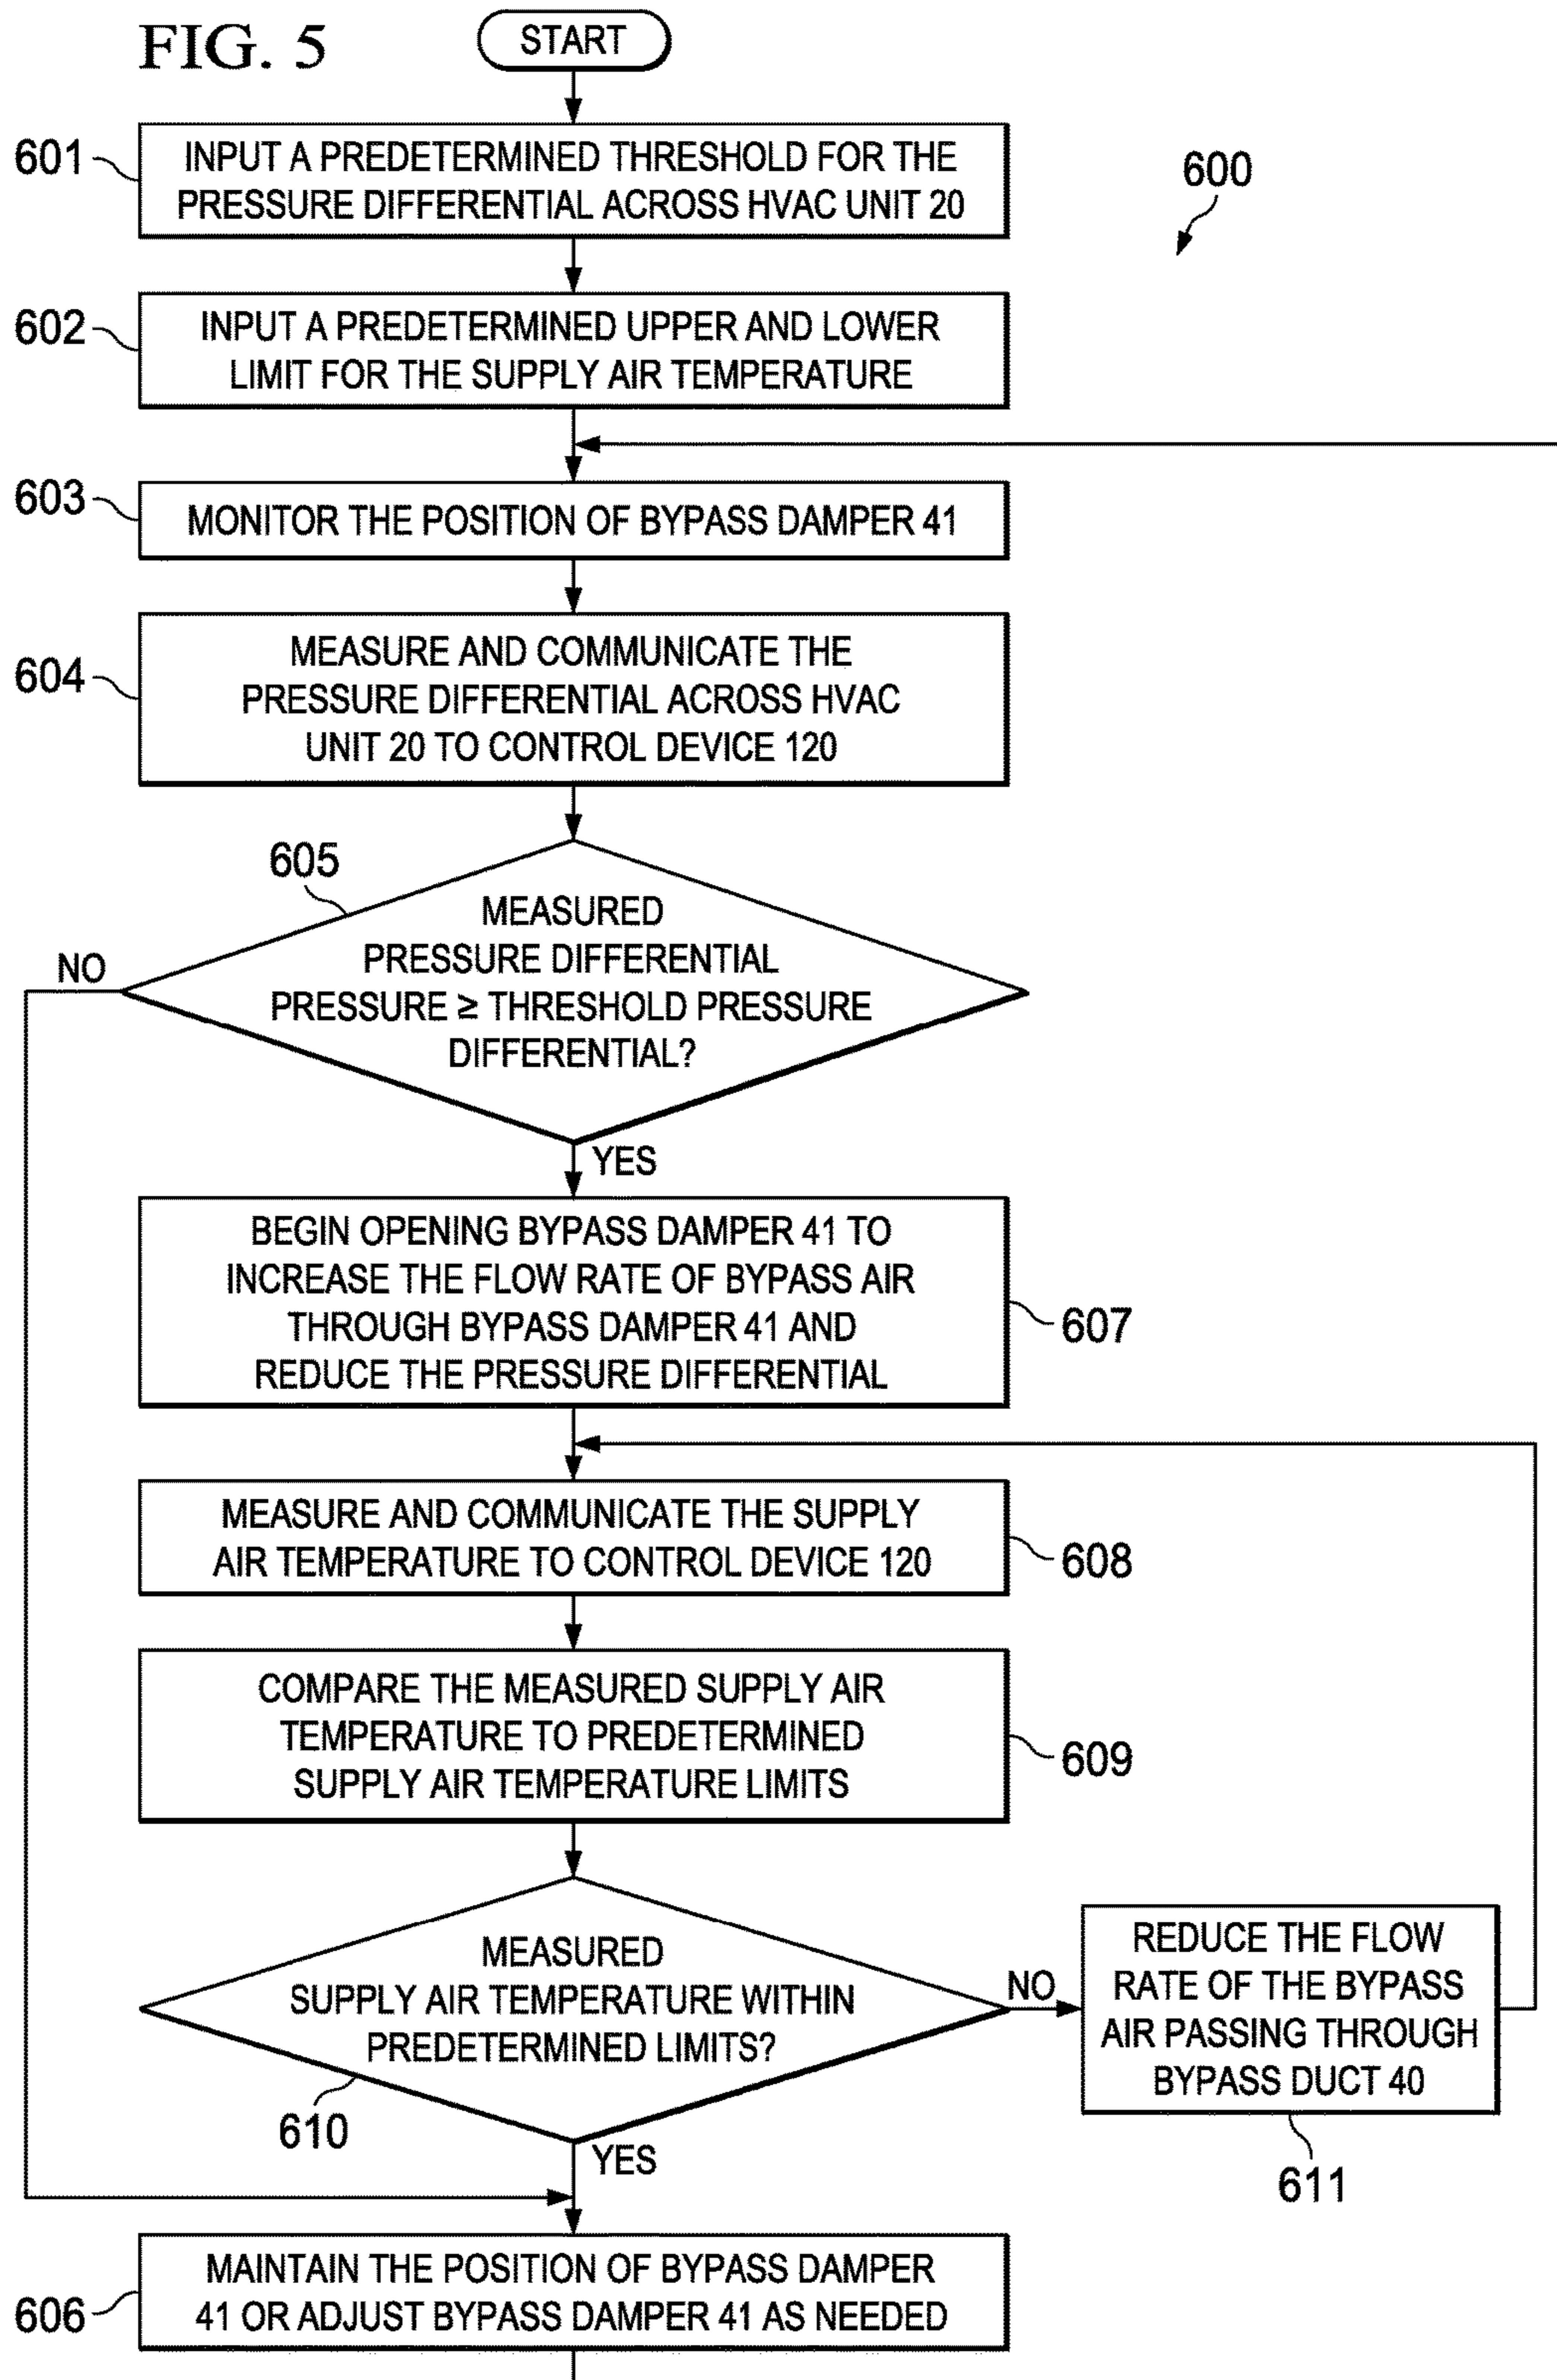 FIG. 5
START
601
INPUT A PREDETERMINED THRESHOLD FOR THE
PRESSURE DIFFERENTIAL ACROSS HVAC UNIT 20
600
602
INPUT A PREDETERMINED UPPER AND LOWER
LIMIT FOR THE SUPPLY AIR TEMPERATURE
603
MONITOR THE POSITION OF BYPASS DAMPER 41
604
MEASURE AND COMMUNICATE THE
PRESSURE DIFFERENTIAL ACROSS HVAC
UNIT 20 TO CONTROL DEVICE 120
605
MEASURED
PRESSURE DIFFERENTIAL
PRESSURE ≥ THRESHOLD PRESSURE
DIFFERENTIAL?
NO
YES
BEGIN OPENING BYPASS DAMPER 41 TO
INCREASE THE FLOW RATE OF BYPASS AIR
THROUGH BYPASS DAMPER 41 AND
REDUCE THE PRESSURE DIFFERENTIAL
607
MEASURE AND COMMUNICATE THE SUPPLY
AIR TEMPERATURE TO CONTROL DEVICE 120
608
COMPARE THE MEASURED SUPPLY AIR
TEMPERATURE TO PREDETERMINED
SUPPLY AIR TEMPERATURE LIMITS
609
MEASURED
SUPPLY AIR TEMPERATURE WITHIN
PREDETERMINED LIMITS?
610
NO
REDUCE THE FLOW
RATE OF THE BYPASS
AIR PASSING THROUGH
BYPASS DUCT 40
611
YES
606
MAINTAIN THE POSITION OF BYPASS DAMPER
41 OR ADJUST BYPASS DAMPER 41 AS NEEDED